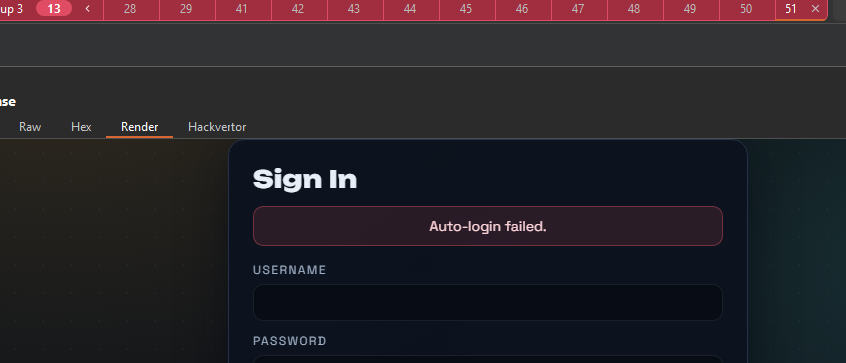 up 3 13 ‹ 28 29 41 42 43 44 45 46 47 48 49 50 51 ×
nse
Raw Hex Render Hackvertor
Sign In
Auto-login failed.
USERNAME
PASSWORD